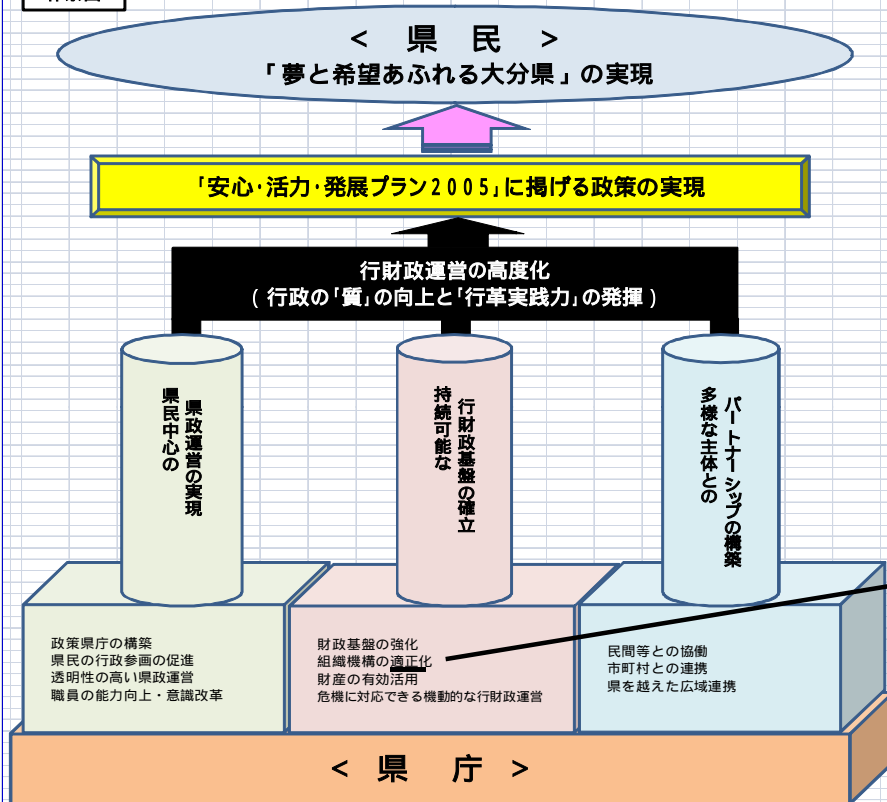 < 県 民 >
「夢と希望あふれる大分県」の実現
「安心・活力・発展プラン2005」に掲げる政策の実現
行財政運営の高度化
(行政の「質」の向上と「行革実践力」の発揮)
県民中心の
県政運営の実現
持続可能な
行財政基盤の確立
多様な主体との
パートナーシップの構築
政策県庁の構築
県民の行政参画の促進
透明性の高い県政運営
職員の能力向上・意識改革
財政基盤の強化
組織機構の適正化
財産の有効活用
危機に対応できる機動的な行財政運営
民間等との協働
市町村との連携
県を越えた広域連携
< 県 庁 >